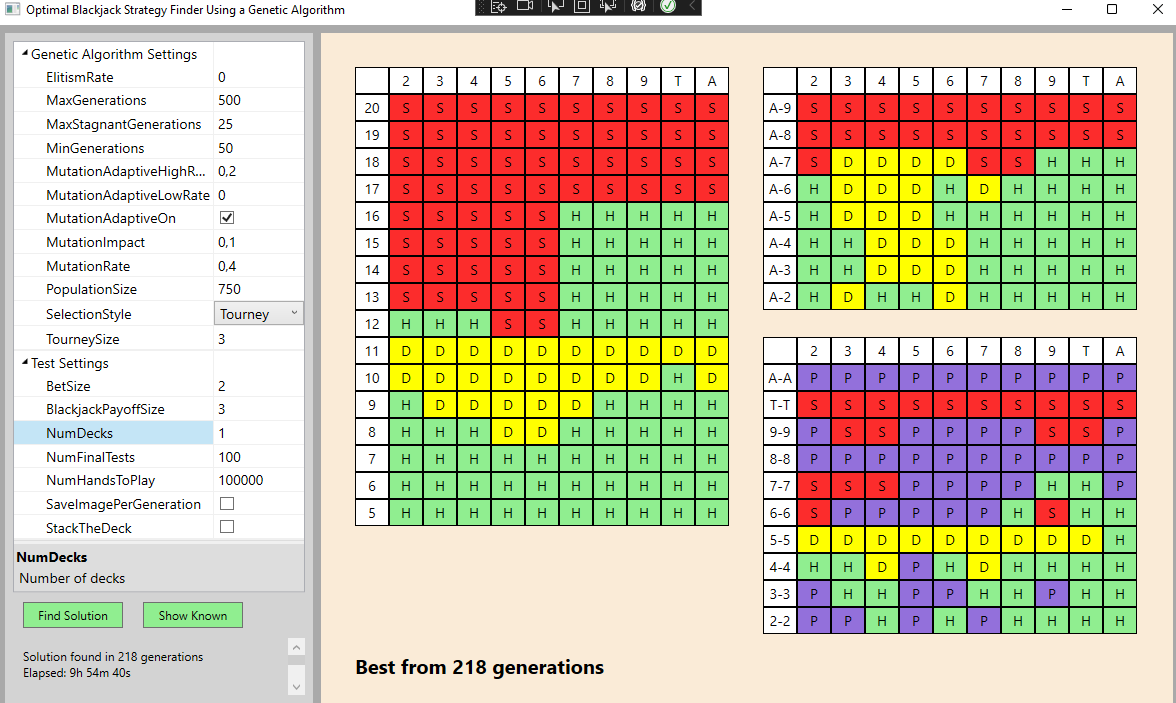 Optimal Blackjack Strategy Finder Using a Genetic Algorithm
Genetic Algorithm Settings
ElitismRate 0
MaxGenerations 500
MaxStagnantGenerations 25
MinGenerations 50
MutationAdaptiveHighR... 0,2
MutationAdaptiveLowRate 0
MutationAdaptiveOn
MutationImpact 0,1
MutationRate 0,4
PopulationSize 750
SelectionStyle Tourney
TourneySize 3
Test Settings
BetSize 2
BlackjackPayoffSize 3
NumDecks 1
NumFinalTests 100
NumHandsToPlay 100000
SaveImagePerGeneration
StackTheDeck
NumDecks
Number of decks
Find Solution Show Known
Solution found in 218 generations
Elapsed: 9h 54m 40s
2 3 4 5 6 7 8 9 T A
20 S S S S S S S S S S
19 S S S S S S S S S S
18 S S S S S S S S S S
17 S S S S S S S S S S
16 S S S S S H H H H H
15 S S S S S H H H H H
14 S S S S S H H H H H
13 S S S S S H H H H H
12 H H H S S H H H H H
11 D D D D D D D D D D
10 D D D D D D D D H D
9 H D D D D D H H H H
8 H H H D D H H H H H
7 H H H H H H H H H H
6 H H H H H H H H H H
5 H H H H H H H H H H
2 3 4 5 6 7 8 9 T A
A-9 S S S S S S S S S S
A-8 S S S S S S S S S S
A-7 S D D D D S S H H H
A-6 H D D D H D H H H H
A-5 H D D D H H H H H H
A-4 H H D D D H H H H H
A-3 H H D D D H H H H H
A-2 H D H H D H H H H H
2 3 4 5 6 7 8 9 T A
A-A P P P P P P P P P P
T-T S S S S S S S S S S
9-9 P S S P P P P S S P
8-8 P P P P P P P P P P
7-7 S S S P P P P H H P
6-6 S P P P P P H S H H
5-5 D D D D D D D D D H
4-4 H H D P H D H H H H
3-3 P H H P P H H P H H
2-2 P P H P H P H H H H
Best from 218 generations